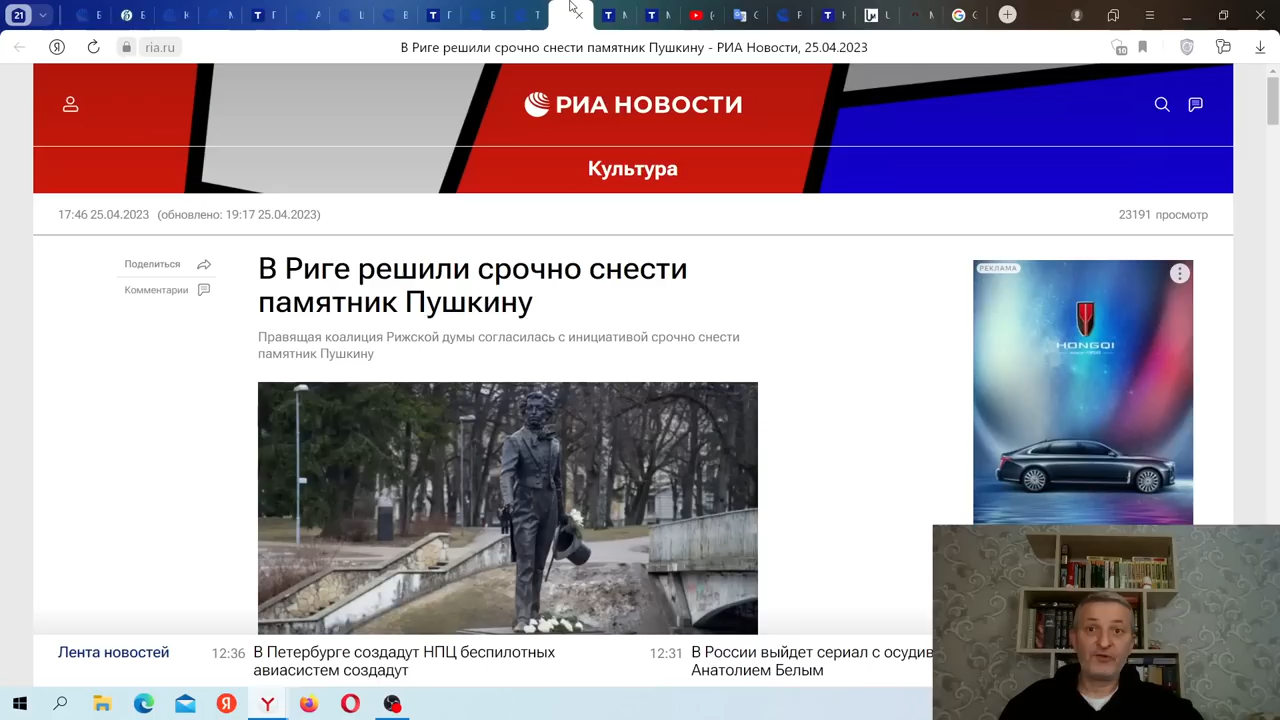 21
ria.ru
В Риге решили срочно снести памятник Пушкину - РИА Новости, 25.04.2023
10
РИА НОВОСТИ
Культура
17:46 25.04.2023 (обновлено: 19:17 25.04.2023)
23191 просмотр
Поделиться
Комментарии
В Риге решили срочно снести
памятник Пушкину
Правящая коалиция Рижской думы согласилась с инициативой срочно снести
памятник Пушкину
РЕКЛАМА
HONGQI
Лента новостей
12:36
В Петербурге создадут НПЦ беспилотных
авиасистем создадут
12:31
В России выйдет сериал с осудив
Анатолием Белым